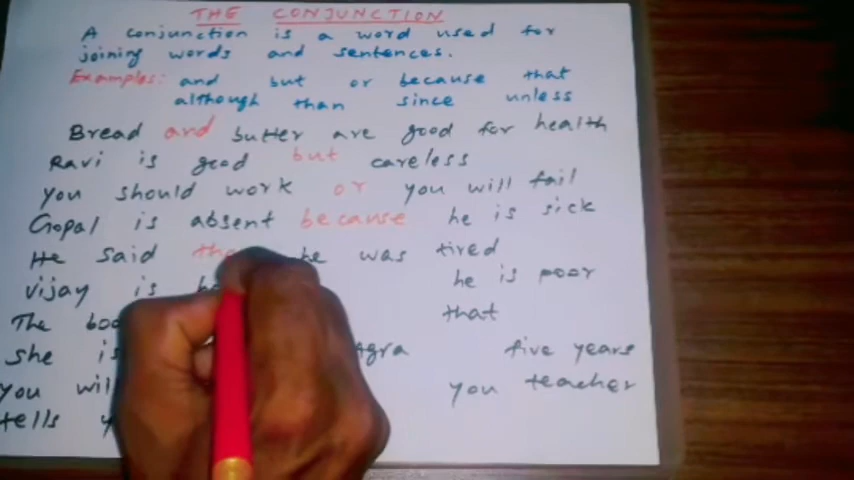 THE CONJUNCTION
A conjunction is a word used for
joining words and sentences.
Examples: and but or because that
although than since unless
Bread and butter are good for health
Ravi is good but careless
you should work or you will fail
Gopal is absent because he is sick
He said he was tired
Vijay is he is poor
The that
She is Agra five years
you you teacher
tells